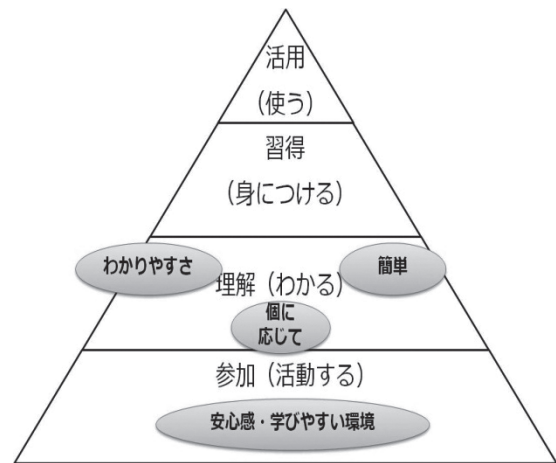 活用
(使う)
習得
(身につける)
わかりやすさ
簡単
理解(わかる)
個に
応じて
参加(活動する)
安心感・学びやすい環境